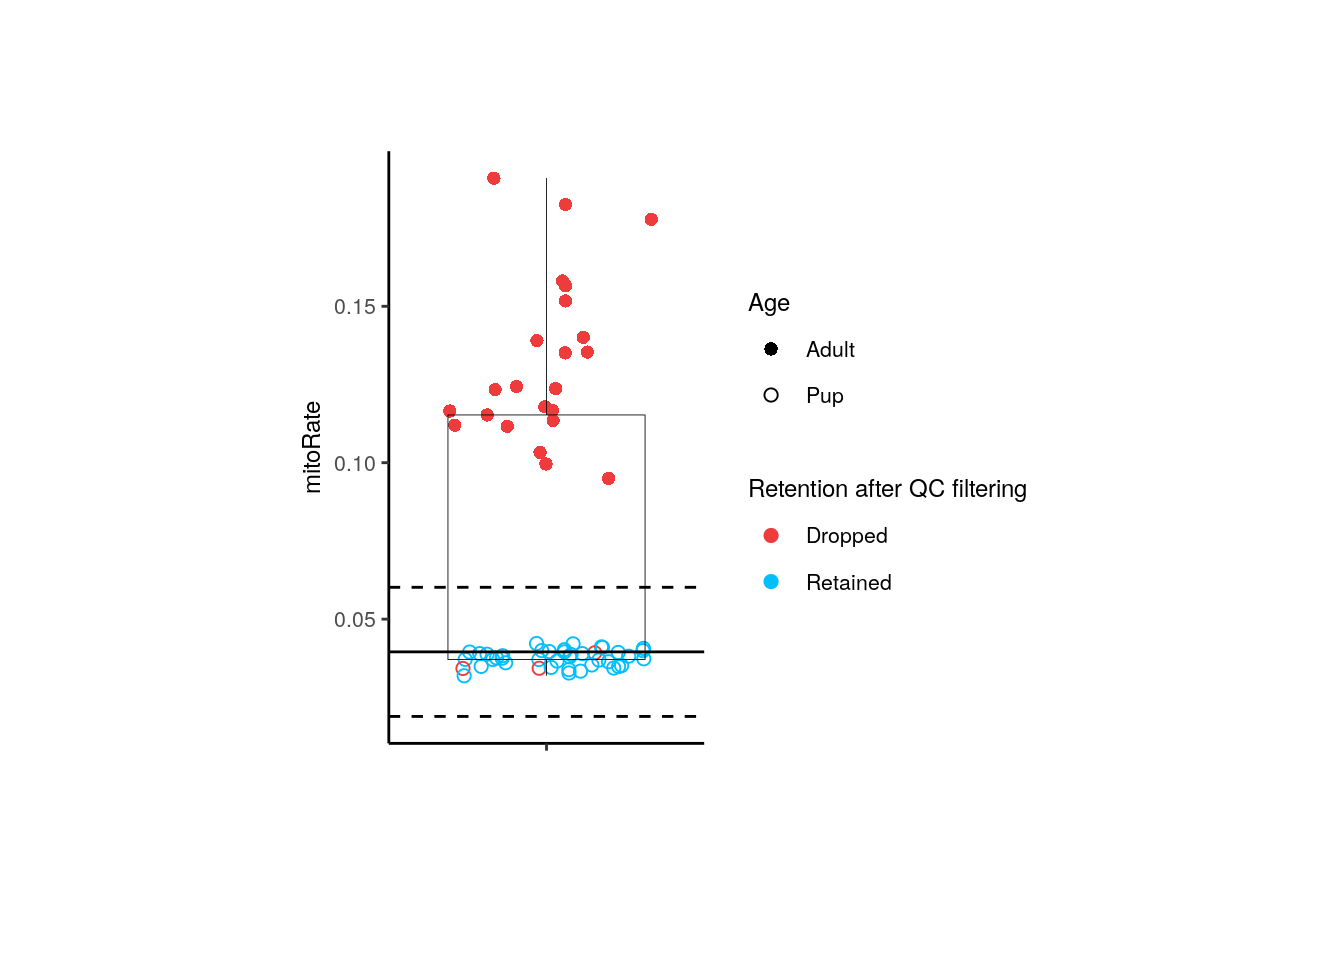 mitoRate
0.15
0.10
0.05
Age
Adult
Pup
Retention after QC filtering
Dropped
Retained